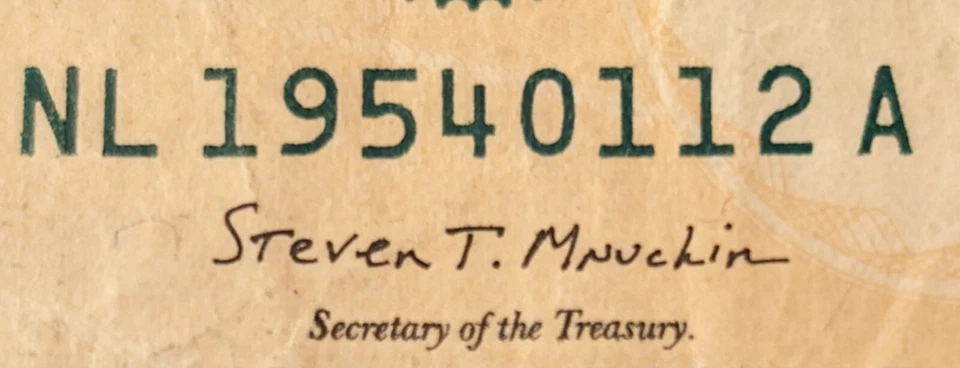 NL 19540112 A
Steven T. Mnuchin
Secretary of the Treasury.